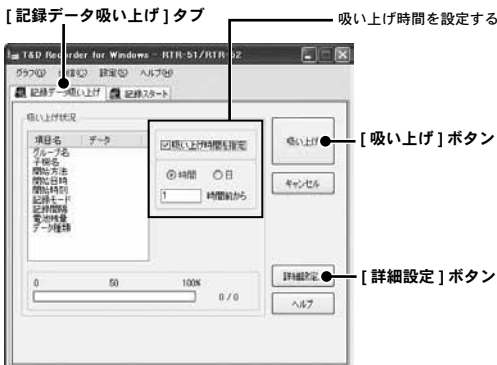 [ 記録データ吸い上げ ] タブ
吸い上げ時間を設定する
T&D Recorder for Windows - RTR-51/RTR-52
グラフ(O) 通信(C) 設定(S) ヘルプ(H)
記録データ吸い上げ 記録スタート
吸い上げ状況
項目名 データ
グループ名
子機名
開始方法
開始日時
開始時刻
記録モード
記録間隔
電池残量
データ種類
吸い上げ時間を指定
時間 日
1 時間前から
吸い上げ
[ 吸い上げ ] ボタン
キャンセル
詳細設定
[ 詳細設定 ] ボタン
ヘルプ
0 50 100%
0 / 0